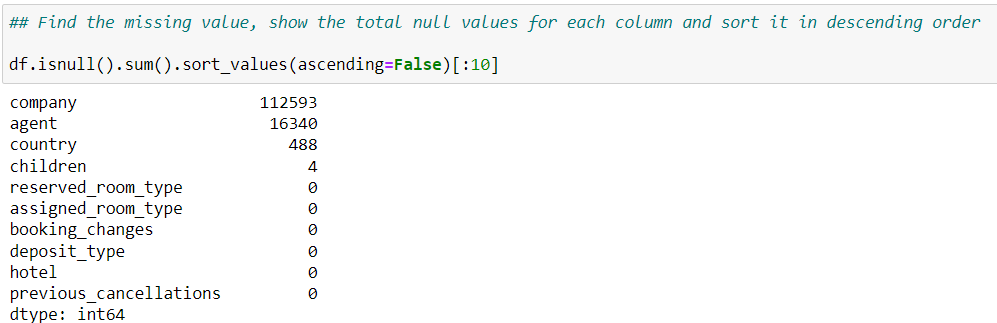 ## Find the missing value, show the total null values for each column and sort it in descending order
df.isnull().sum().sort_values(ascending=False)[:10]
company 112593
agent 16340
country 488
children 4
reserved_room_type 0
assigned_room_type 0
booking_changes 0
deposit_type 0
hotel 0
previous_cancellations 0
dtype: int64